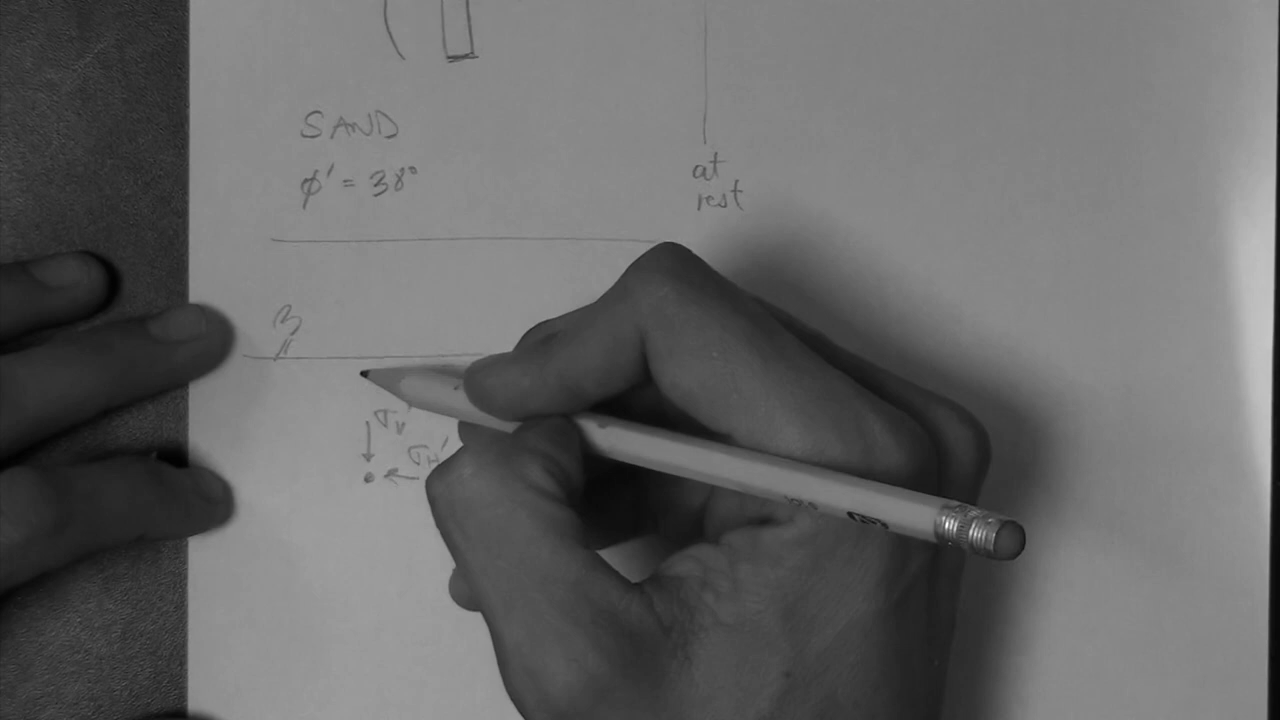 SAND
φ' = 38°
at
rest
σv'
σH'